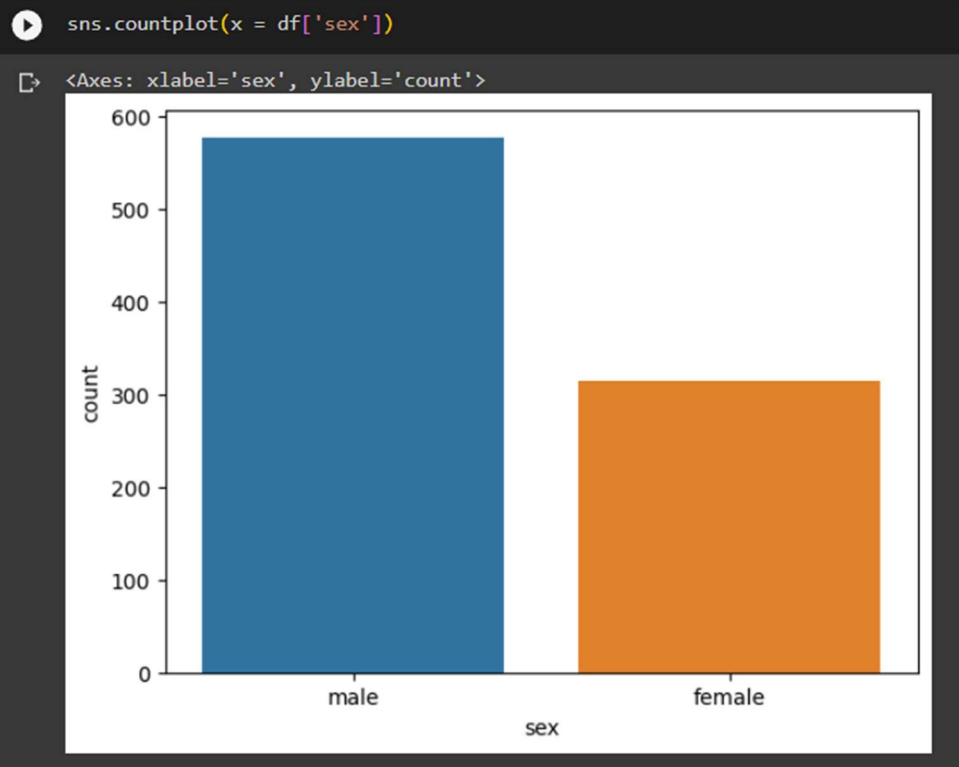 sns.countplot(x = df['sex'])
<Axes: xlabel='sex', ylabel='count'>
600
500
400
300
200
100
0
count
male female
sex